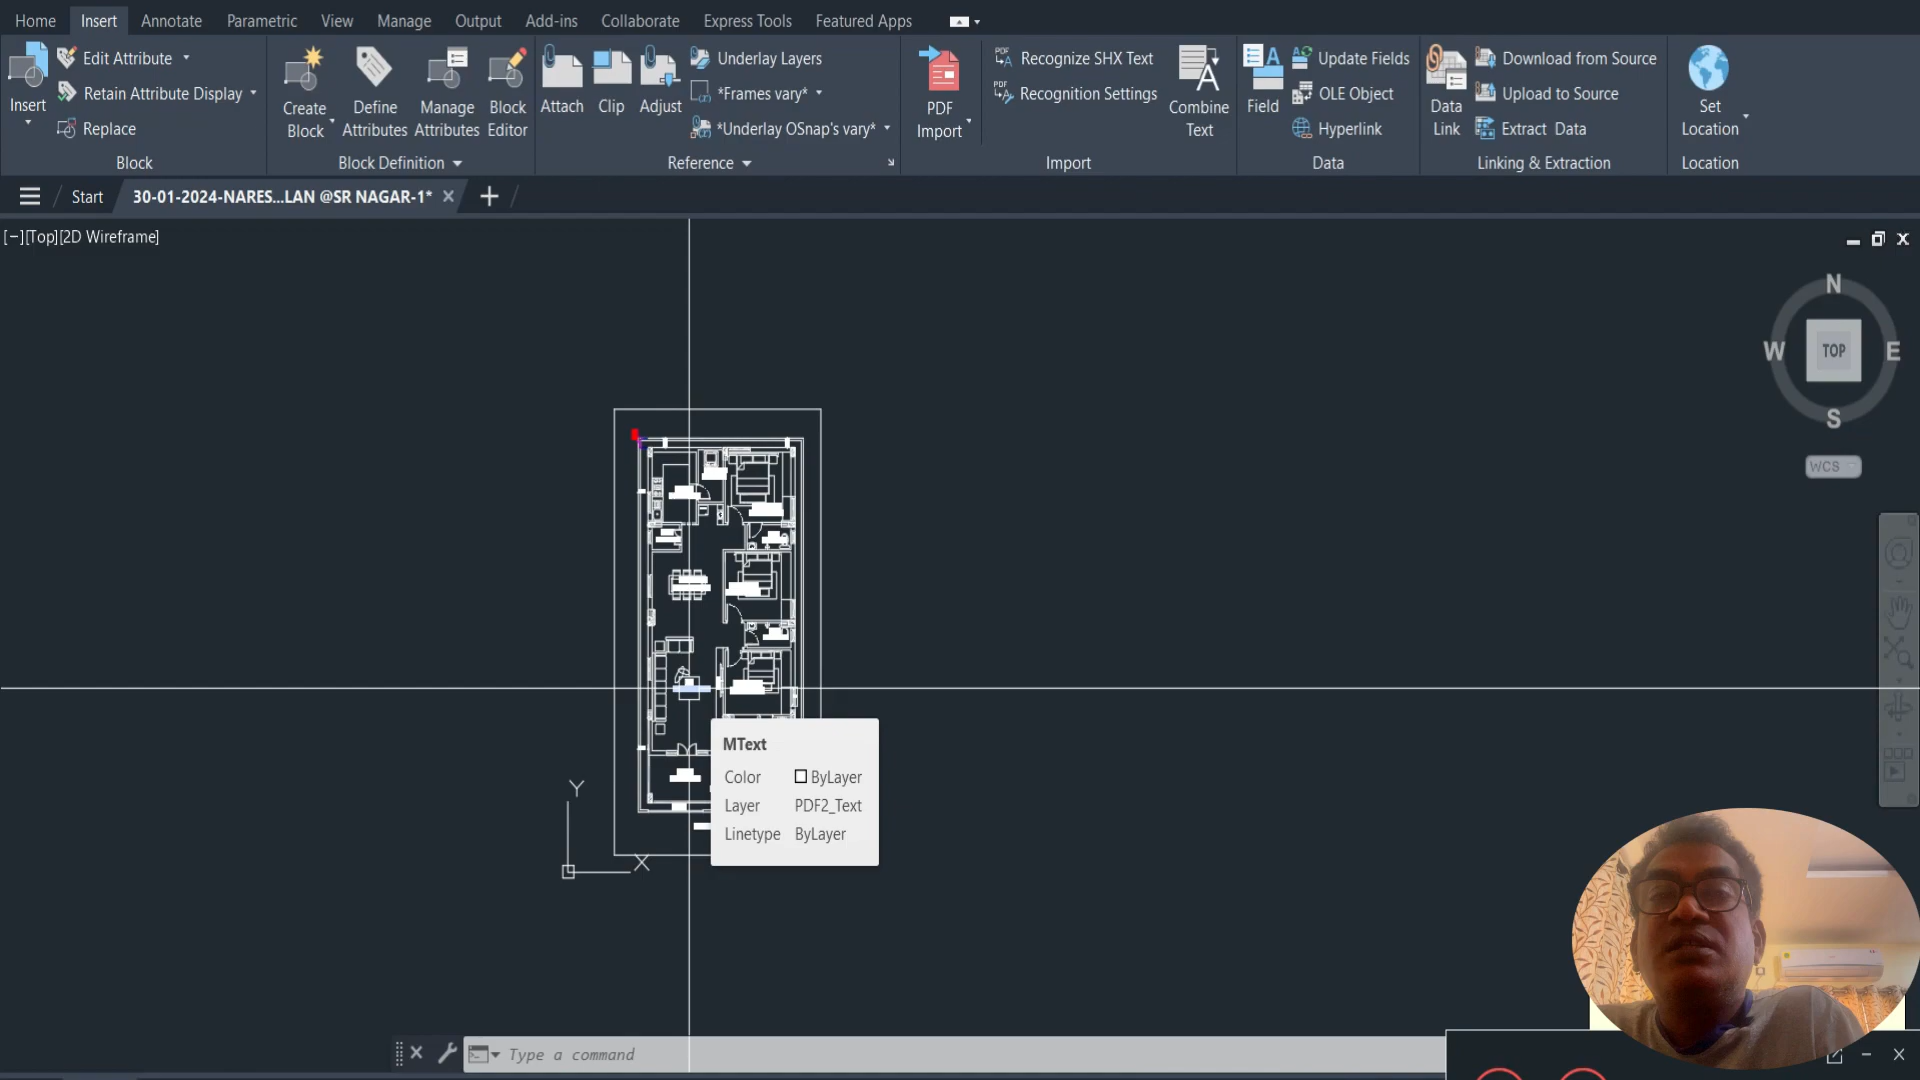 Home Insert Annotate Parametric View Manage Output Add-ins Collaborate Express Tools Featured Apps
Insert
Edit Attribute
Retain Attribute Display
Replace
Block
Create Block
Define Attributes
Manage Attributes
Block Editor
Block Definition
Attach
Clip
Adjust
Underlay Layers
*Frames vary*
*Underlay OSnap's vary*
Reference
PDF Import
PDF Recognize SHX Text
PDF Recognition Settings
Combine Text
Import
Field
Update Fields
OLE Object
Hyperlink
Data
Data Link
Download from Source
Upload to Source
Extract Data
Linking & Extraction
Set Location
Location
Start 30-01-2024-NARES...LAN @SR NAGAR-1*
[−][Top][2D Wireframe]
N
W TOP E
S
WCS
MText
Color ByLayer
Layer PDF2_Text
Linetype ByLayer
Y
X
Type a command